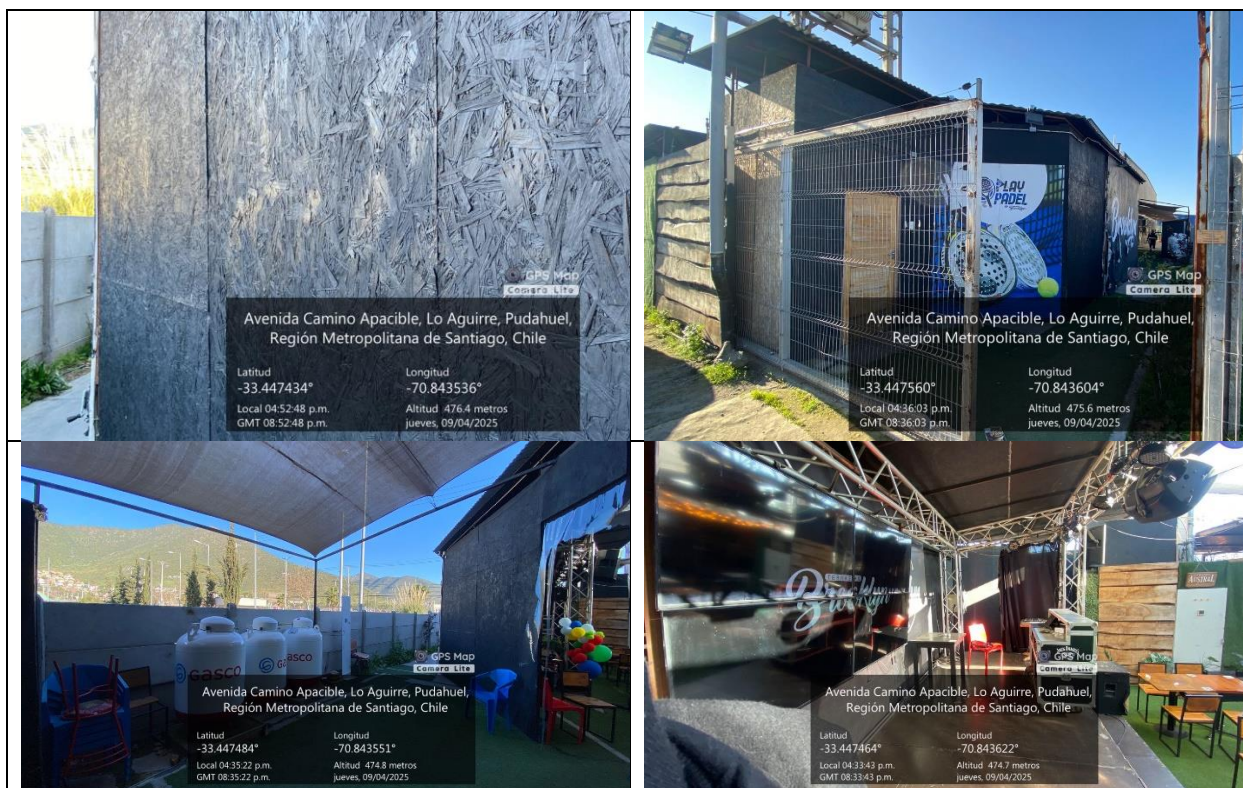 GPS Map
Camera Lite
Avenida Camino Apacible, Lo Aguirre, Pudahuel,
Región Metropolitana de Santiago, Chile
Latitud
Longitud
-33.447434°
-70.843536°
Local 04:52:48 p.m.
Altitud 476.4 metros
GMT 08:52:48 p.m.
jueves, 09/04/2025
PLAY
PADEL
Brooklyn
GPS Map
Camera Lite
Avenida Camino Apacible, Lo Aguirre, Pudahuel,
Región Metropolitana de Santiago, Chile
Latitud
Longitud
-33.447560°
-70.843604°
Local 04:36:03 p.m.
Altitud 475.6 metros
GMT 08:36:03 p.m.
jueves, 09/04/2025
GASCO
GASCO
GPS Map
Camera Lite
Avenida Camino Apacible, Lo Aguirre, Pudahuel,
Región Metropolitana de Santiago, Chile
Latitud
Longitud
-33.447484°
-70.843551°
Local 04:35:22 p.m.
Altitud 474.8 metros
GMT 08:35:22 p.m.
jueves, 09/04/2025
Brooklyn
AUSTRAL
GPS Map
Camera Lite
Avenida Camino Apacible, Lo Aguirre, Pudahuel,
Región Metropolitana de Santiago, Chile
Latitud
Longitud
-33.447464°
-70.843622°
Local 04:33:43 p.m.
Altitud 474.7 metros
GMT 08:33:43 p.m.
jueves, 09/04/2025